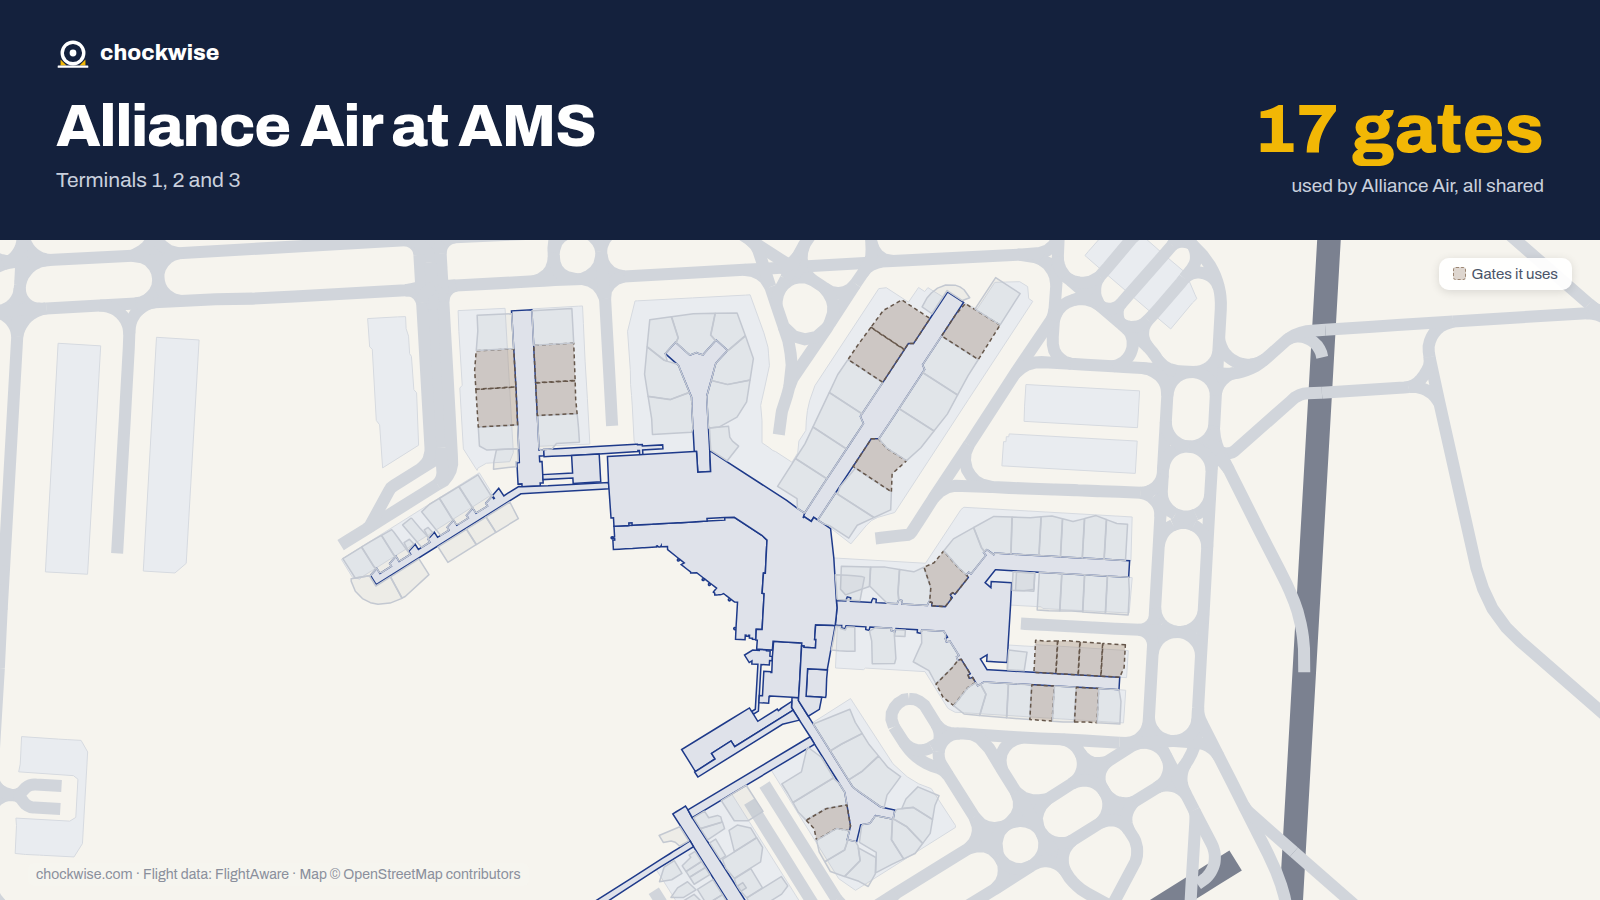 chockwise
Alliance Air at AMS
Terminals 1, 2 and 3
17 gates
used by Alliance Air, all shared
Gates it uses
chockwise.com · Flight data: FlightAware · Map © OpenStreetMap contributors